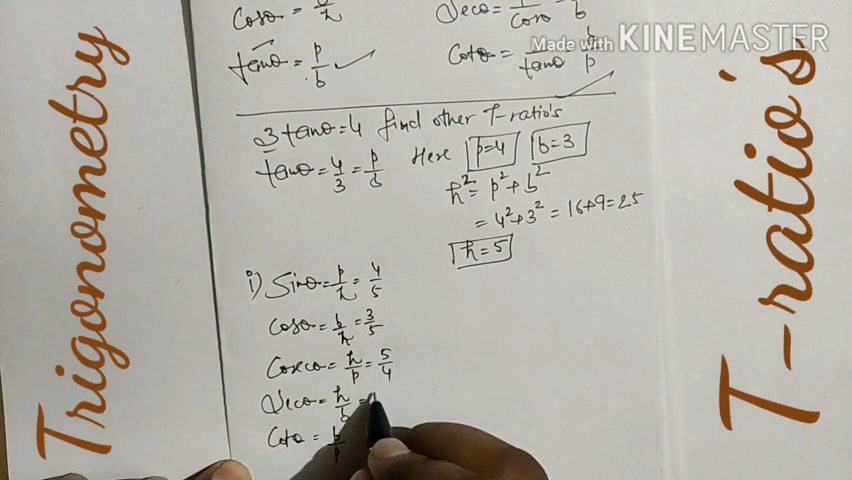 Trigonometry
T-ratio's
Made with KINEMASTER
Cosθ = b/h
Secθ = 1/Cosθ = h/b
tanθ = p/b ✓
Cotθ = 1/tanθ b/p
3 tanθ = 4 find other T-ratio's
tanθ = 4/3 = p/b Here p=4 b=3
h² = p² + b²
= 4² + 3² = 16+9 = 25
h = 5
i) Sinθ = p/h = 4/5
Cosθ = b/h = 3/5
Cosecθ = h/p = 5/4
Secθ = h/b =
Cotθ = b/p